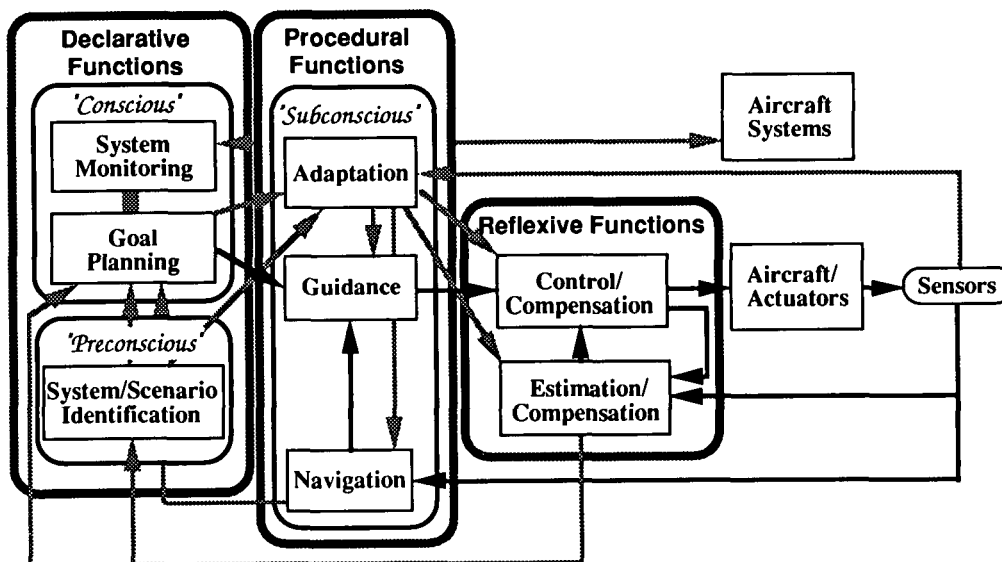 Declarative
Functions
"Conscious"
System
Monitoring
Goal
Planning
"Preconscious"
System/Scenario
Identification
Procedural
Functions
"Subconscious"
Adaptation
Guidance
Navigation
Reflexive Functions
Control/
Compensation
Estimation/
Compensation
Aircraft
Systems
Aircraft/
Actuators
Sensors